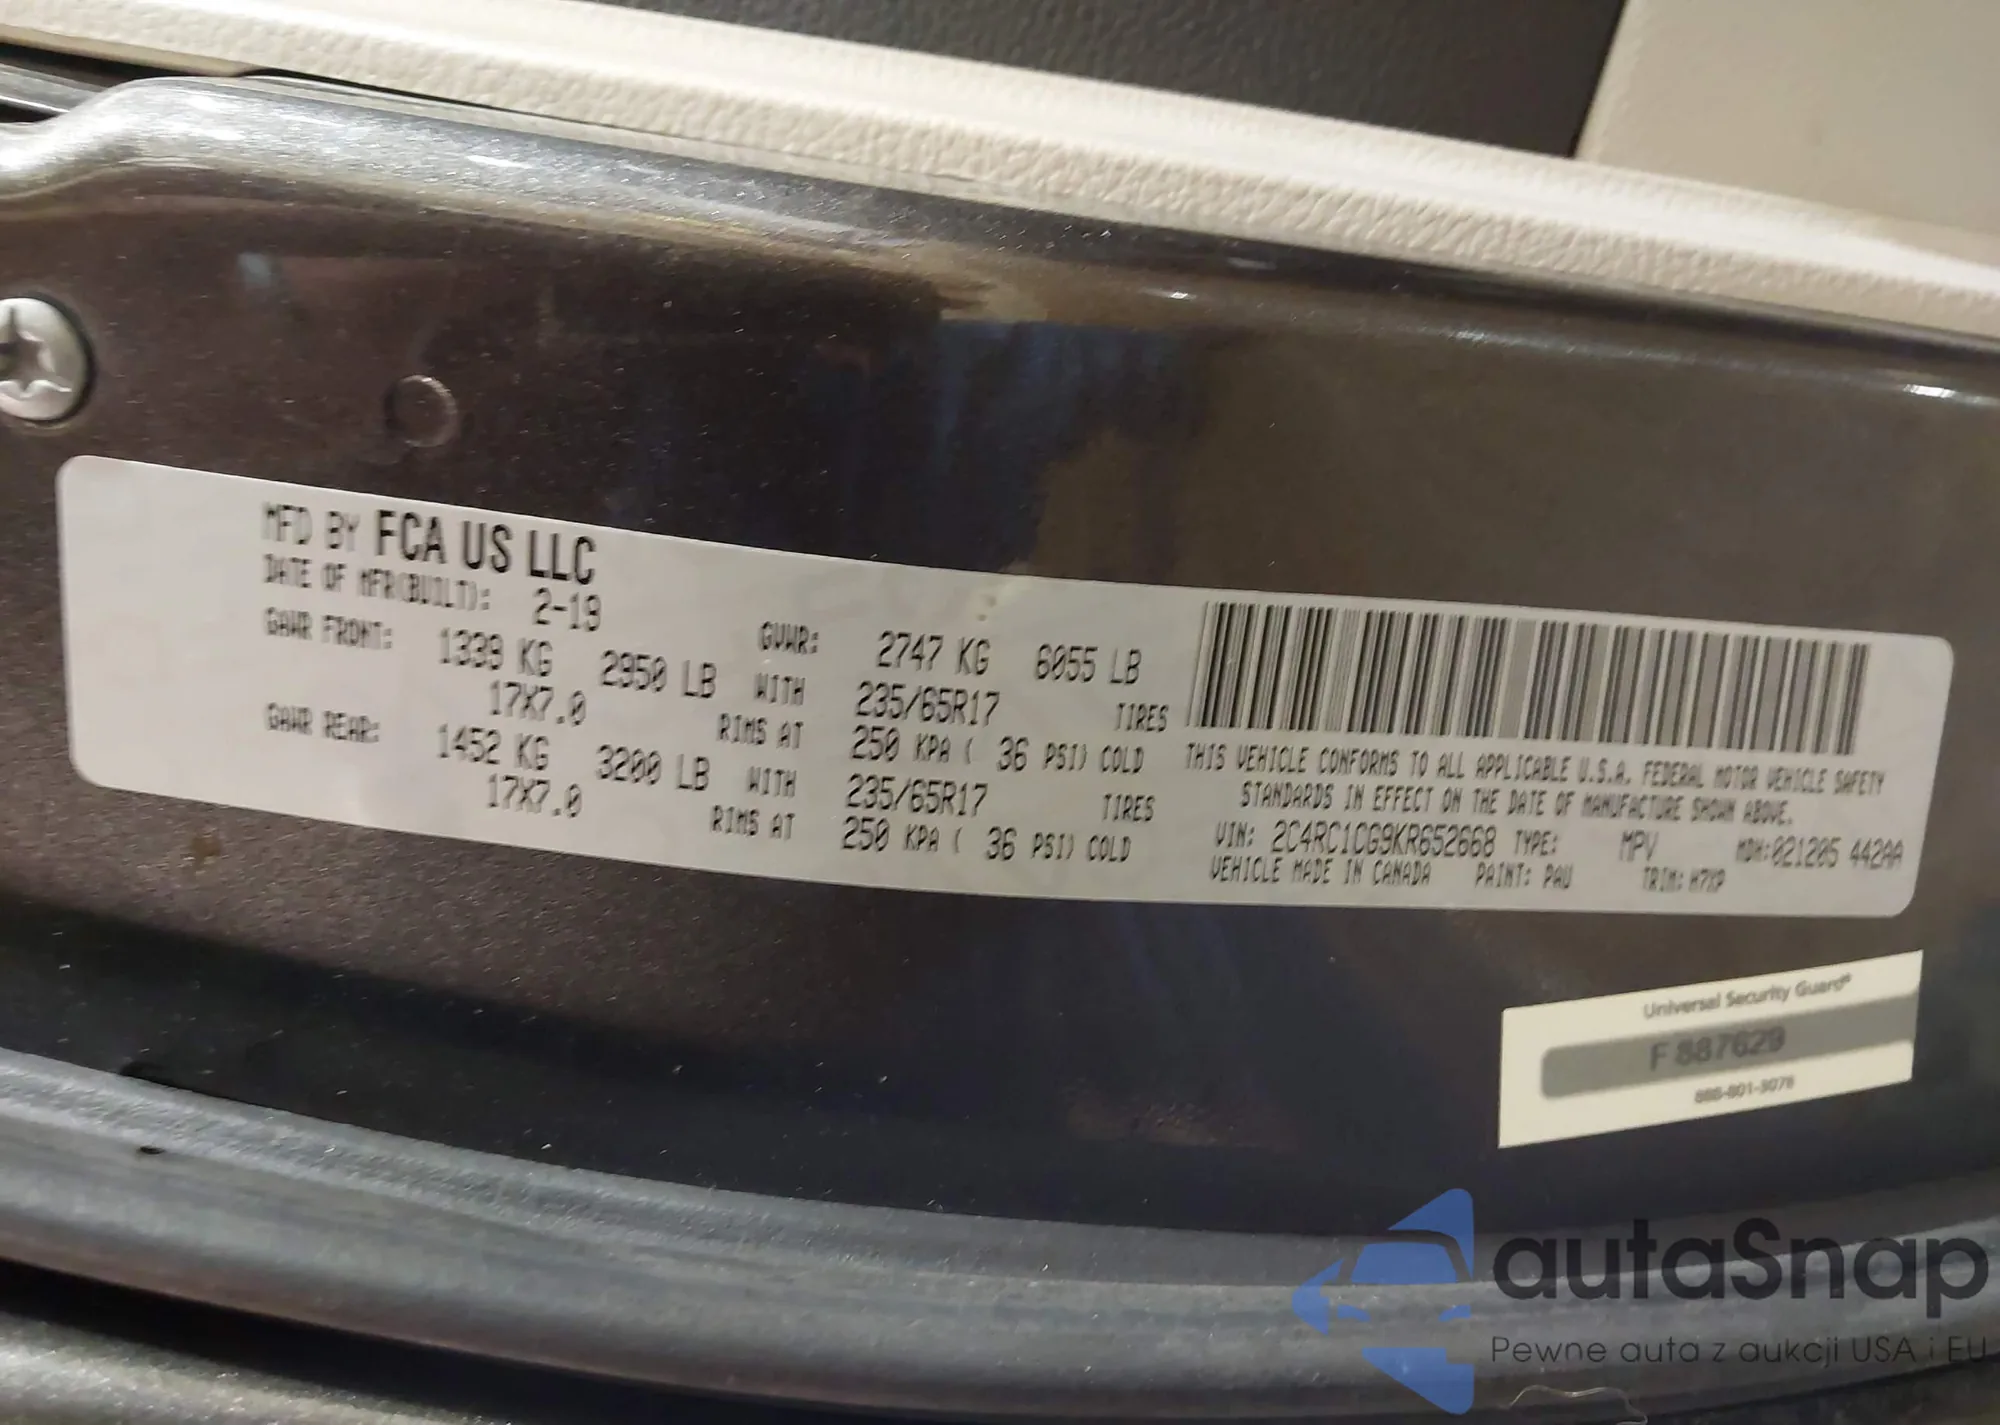 MFD BY FCA US LLC
DATE OF MFR(BUILT): 2-19
GVWR: 2747 KG 6055 LB
GAWR FRONT: 1339 KG 2950 LB WITH 235/65R17 TIRES
17X7.0 RIMS AT 250 KPA ( 36 PSI) COLD
GAWR REAR: 1452 KG 3200 LB WITH 235/65R17 TIRES
17X7.0 RIMS AT 250 KPA ( 36 PSI) COLD
THIS VEHICLE CONFORMS TO ALL APPLICABLE U.S.A. FEDERAL MOTOR VEHICLE SAFETY
STANDARDS IN EFFECT ON THE DATE OF MANUFACTURE SHOWN ABOVE.
VIN: 2C4RC1CG9KR652668 TYPE: MPV MDH:021205 442AA
VEHICLE MADE IN CANADA PAINT: PAU TRIM: H7XP
Universal Security Guard®
F 887629
autaSnap
Pewne auta z aukcji USA i EU